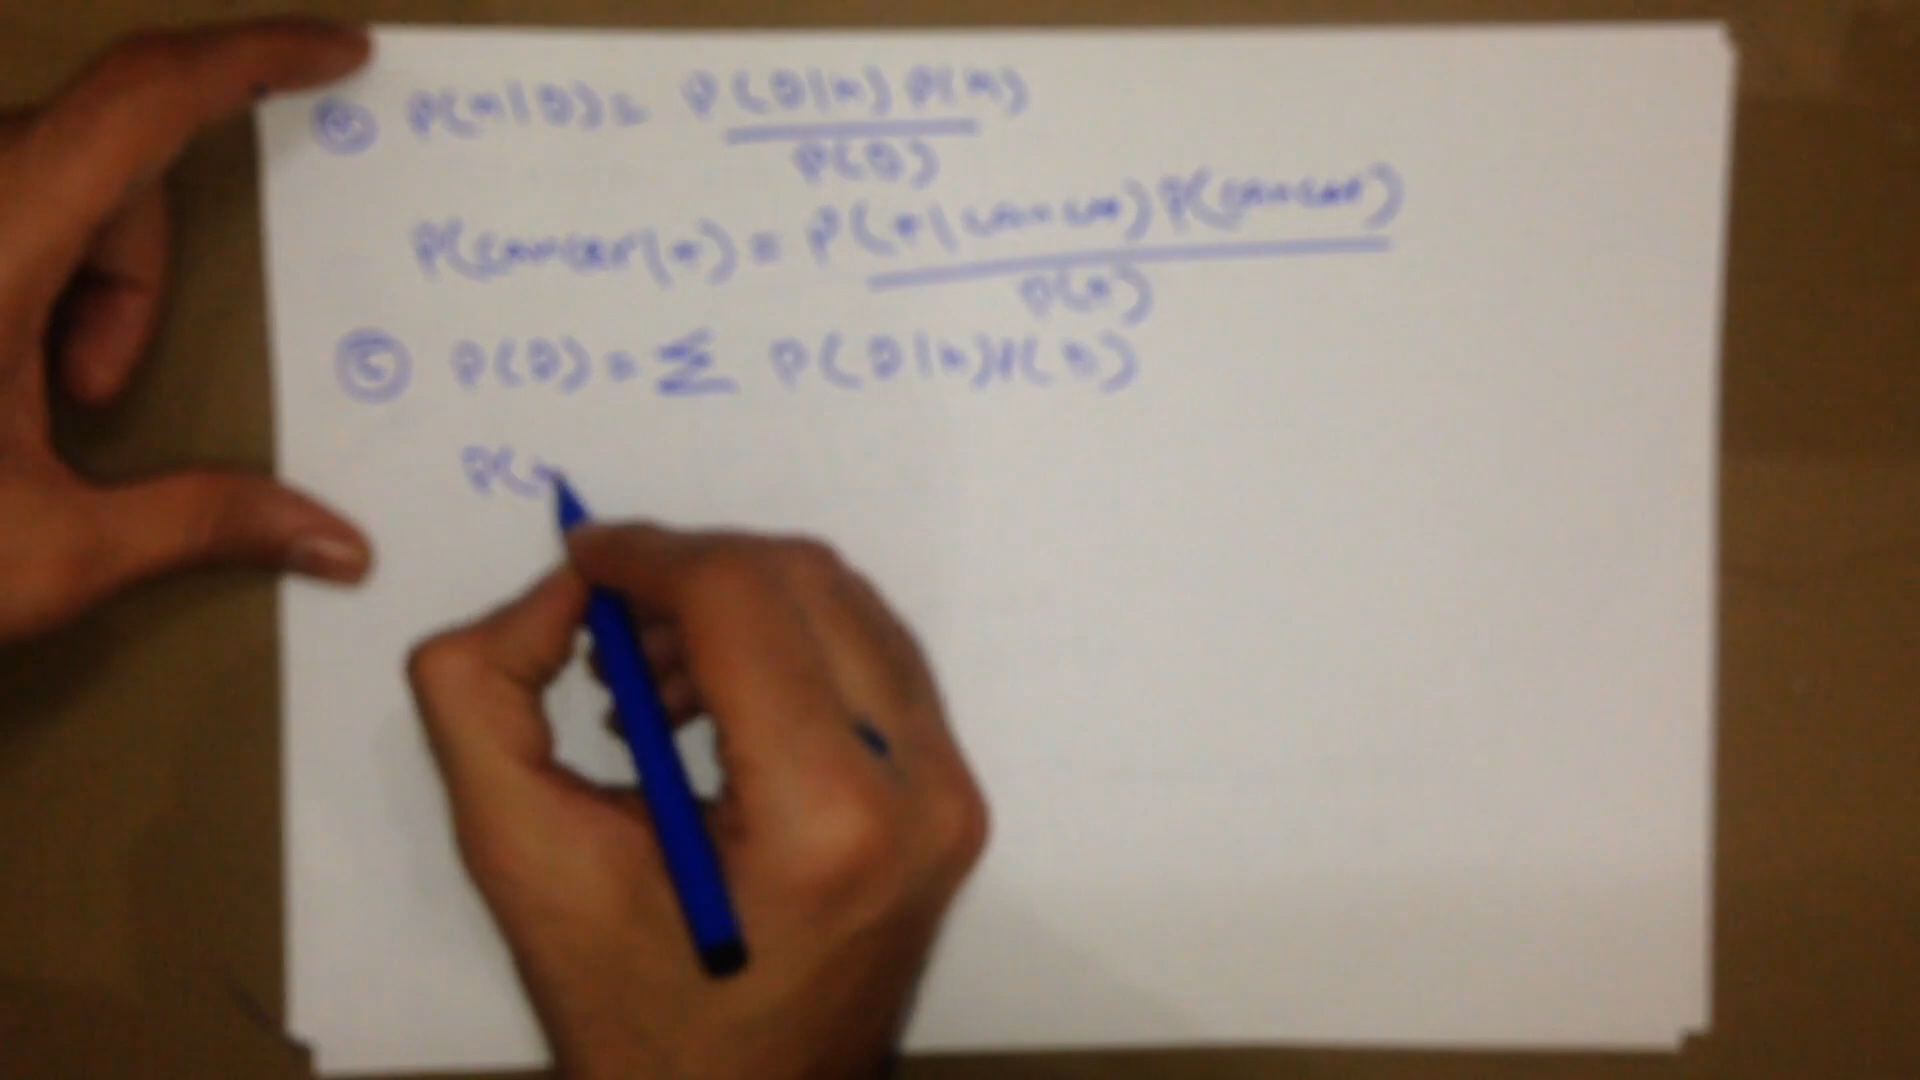 P(h|D) = P(D|h) P(h)
P(D)
P(cancer|+) = P(+|cancer) P(cancer)
P(+)
P(D) = Σ P(D|h) P(h)
P(+